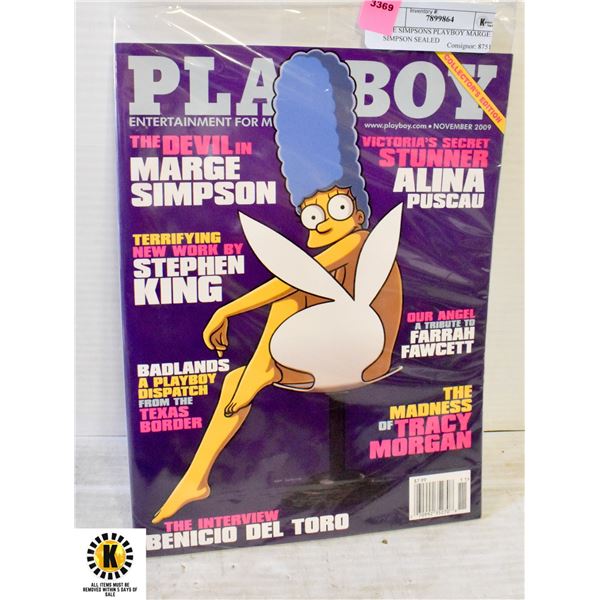 3369
Inventory #:
7899864
K
E SIMPSONS PLAYBOY MARGE
SIMPSON SEALED
Consignor: 8751
COLLECTOR'S EDITION
PLAYBOY
ENTERTAINMENT FOR M
www.playboy.com • NOVEMBER 2009
THE DEVIL IN
MARGE
SIMPSON
VICTORIA'S SECRET
STUNNER
ALINA
PUSCAU
TERRIFYING
NEW WORK BY
STEPHEN
KING
OUR ANGEL
A TRIBUTE TO
FARRAH
FAWCETT
BADLANDS
A PLAYBOY
DISPATCH
FROM THE
TEXAS
BORDER
THE
MADNESS
OF TRACY
MORGAN
THE INTERVIEW
BENICIO DEL TORO
K
ALL ITEMS MUST BE
REMOVED WITHIN 5 DAYS OF
SALE